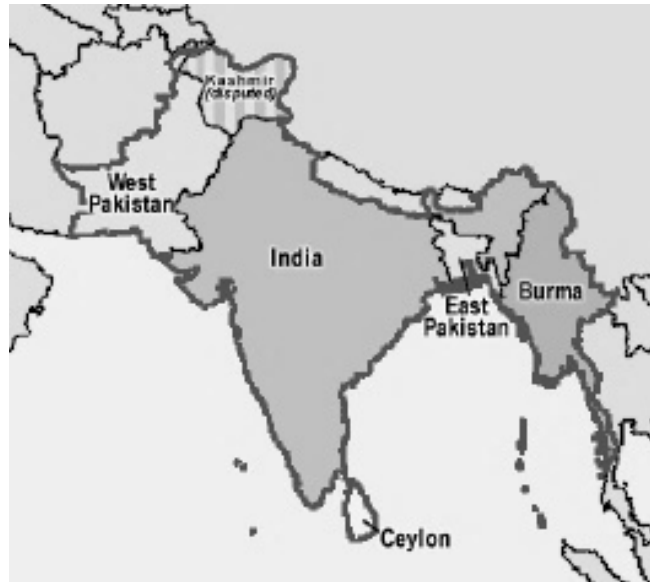 Kashmir
(disputed)
West
Pakistan
India
Burma
East
Pakistan
Ceylon